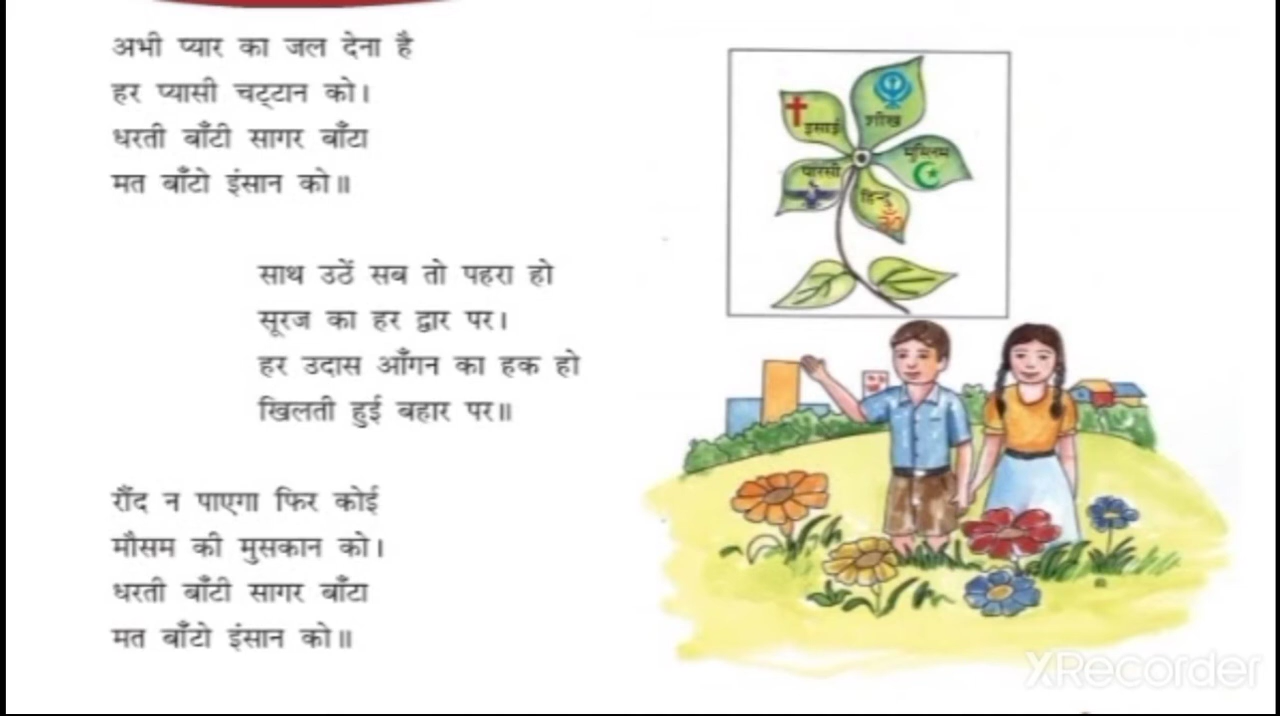 अभी प्यार का जल देना है
हर प्यासी चट्टान को।
धरती बाँटी सागर बाँटा
मत बाँटो इंसान को॥
साथ उठें सब तो पहरा हो
सूरज का हर द्वार पर।
हर उदास आँगन का हक हो
खिलती हुई बहार पर॥
रौंद न पाएगा फिर कोई
मौसम की मुसकान को।
धरती बाँटी सागर बाँटा
मत बाँटो इंसान को॥
इसाई
शीख
मुस्लिम
पारसी
हिन्दु
ॐ
XRecorder